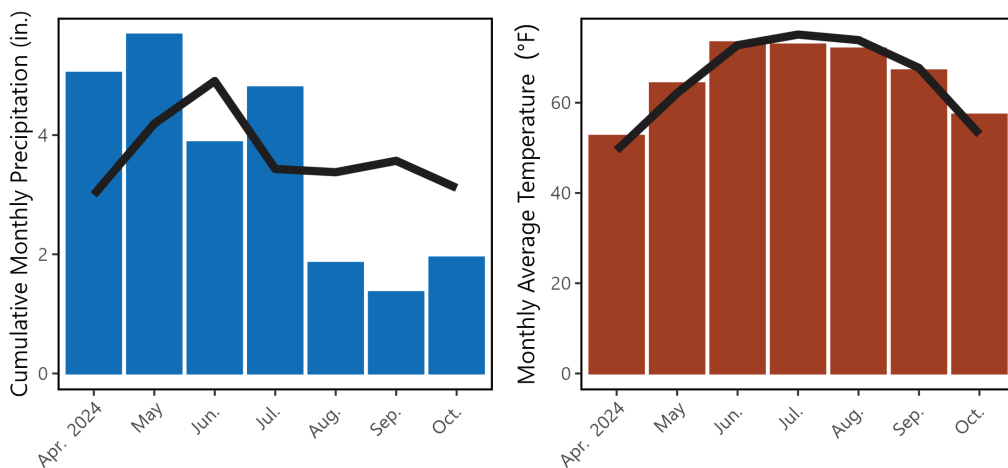 Cumulative Monthly Precipitation (in.)
4
2
0
Apr. 2024
May
Jun.
Jul.
Aug.
Sep.
Oct.
Monthly Average Temperature (°F)
60
40
20
0
Apr. 2024
May
Jun.
Jul.
Aug.
Sep.
Oct.